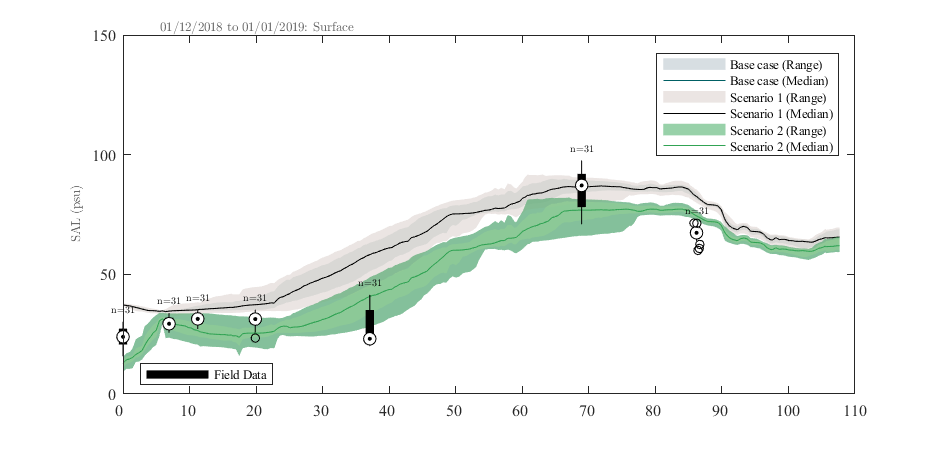 01/12/2018 to 01/01/2019: Surface
150
Base case (Range)
Base case (Median)
Scenario 1 (Range)
Scenario 1 (Median)
Scenario 2 (Range)
Scenario 2 (Median)
n=31
100
SAL (psu)
n=31
50
n=31
n=31
n=31
n=31
n=31
Field Data
0
0 10 20 30 40 50 60 70 80 90 100 110